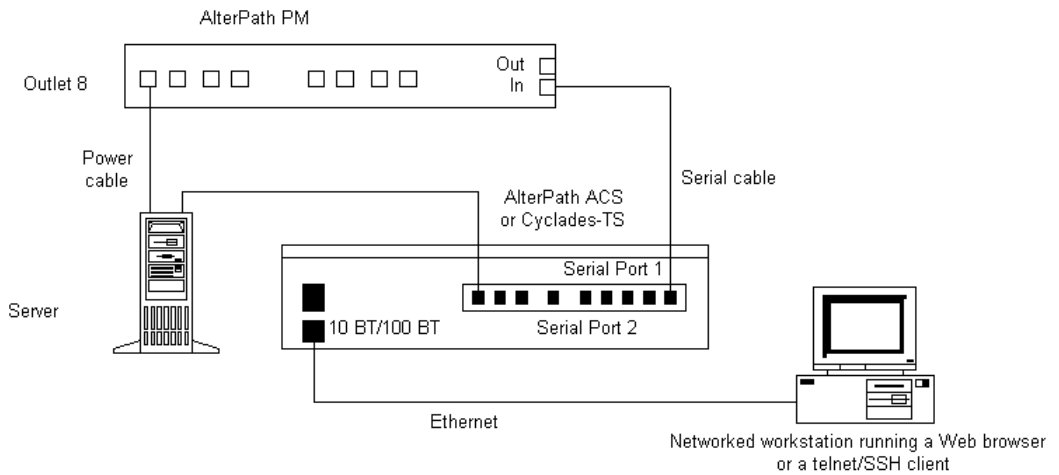 AlterPath PM
Outlet 8
Out
In
Power
cable
Serial cable
AlterPath ACS
or Cyclades-TS
Serial Port 1
Server
10 BT/100 BT
Serial Port 2
Ethernet
Networked workstation running a Web browser
or a telnet/SSH client